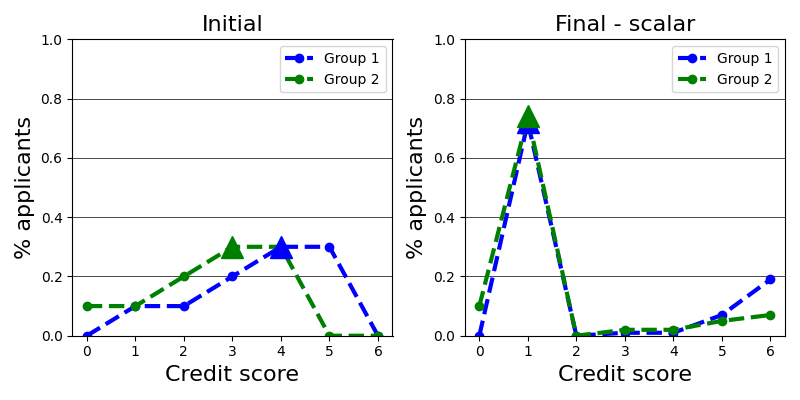 Initial
Group 1
Group 2
% applicants
1.0
0.8
0.6
0.4
0.2
0.0
0 1 2 3 4 5 6
Credit score
Final - scalar
Group 1
Group 2
% applicants
1.0
0.8
0.6
0.4
0.2
0.0
0 1 2 3 4 5 6
Credit score